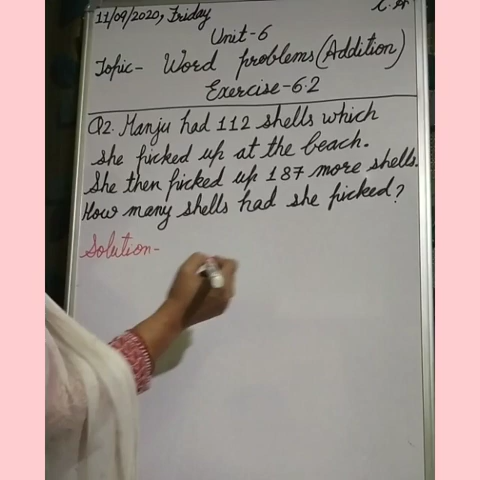 11/09/2020, Friday
Unit-6
Topic- Word problems (Addition)
Exercise-6.2
Q2. Manju had 112 shells which
she picked up at the beach.
She then picked up 187 more shells.
How many shells had she picked?
Solution-